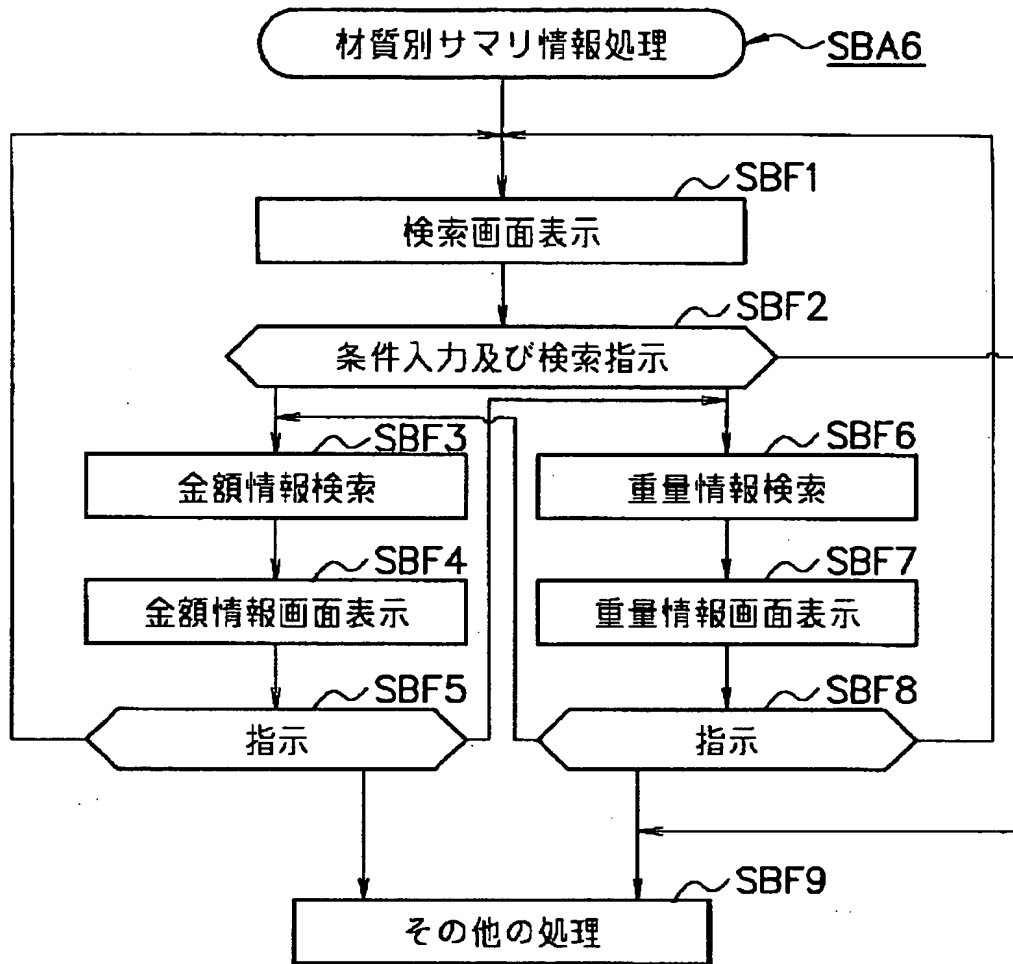 材質別サマリ情報処理
SBA6
SBF1
検索画面表示
SBF2
条件入力及び検索指示
SBF3
金額情報検索
SBF6
重量情報検索
SBF4
金額情報画面表示
SBF7
重量情報画面表示
SBF5
指示
SBF8
指示
SBF9
その他の処理